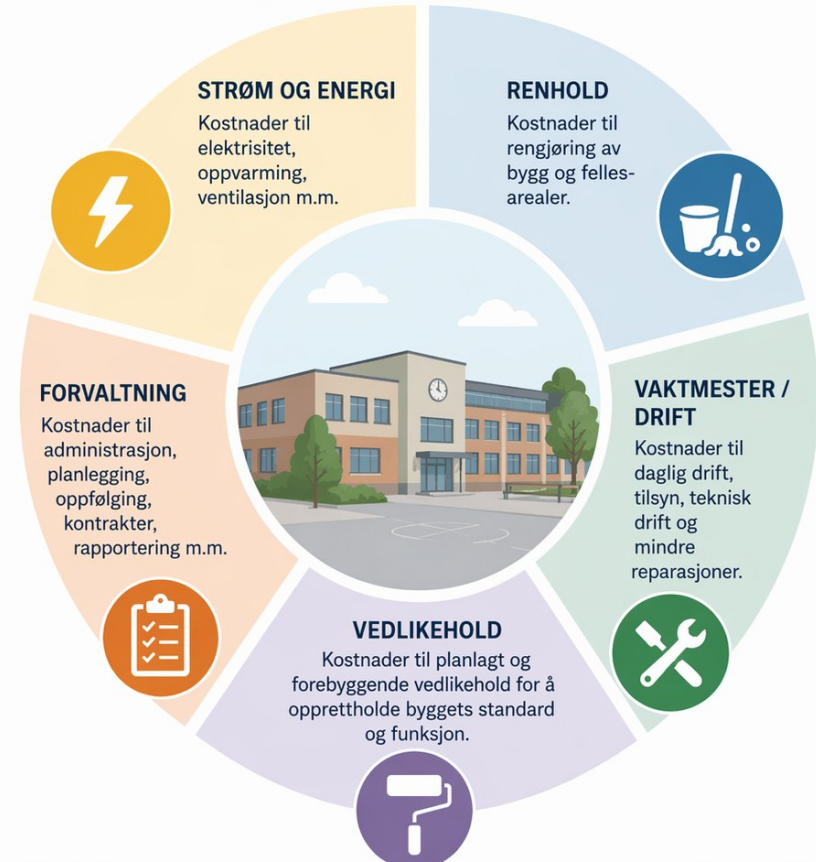 STRØM OG ENERGI
Kostnader til
elektrisitet,
oppvarming,
ventilasjon m.m.
RENHOLD
Kostnader til
rengjøring av
bygg og felles-
arealer.
FORVALTNING
Kostnader til
administrasjon,
planlegging,
oppfølging,
kontrakter,
rapportering m.m.
VAKTMESTER /
DRIFT
Kostnader til
daglig drift,
tilsyn, teknisk
drift og
mindre
reparasjoner.
VEDLIKEHOLD
Kostnader til planlagt og
forebyggende vedlikehold for å
opprettholde byggets standard
og funksjon.